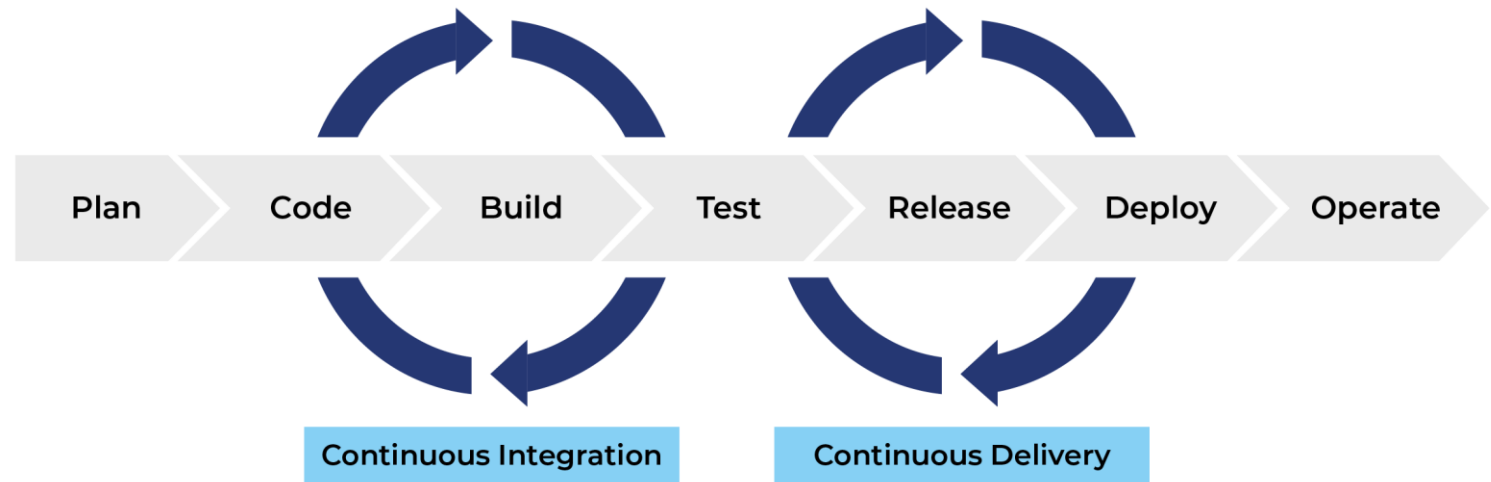 Plan
Code
Build
Test
Release
Deploy
Operate
Continuous Integration
Continuous Delivery